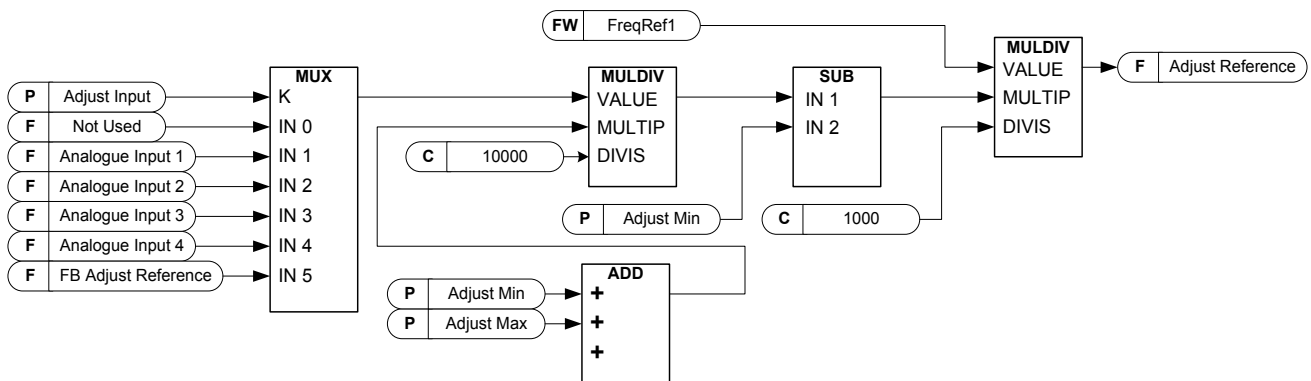 FW FreqRef1
MUX
P Adjust Input K
F Not Used IN 0
F Analogue Input 1 IN 1
F Analogue Input 2 IN 2
F Analogue Input 3 IN 3
F Analogue Input 4 IN 4
F FB Adjust Reference IN 5
MULDIV
VALUE
MULTIP
C 10000 DIVIS
SUB
IN 1
IN 2
P Adjust Min
MULDIV
VALUE
MULTIP
DIVIS
C 1000
F Adjust Reference
ADD
P Adjust Min +
P Adjust Max +
+